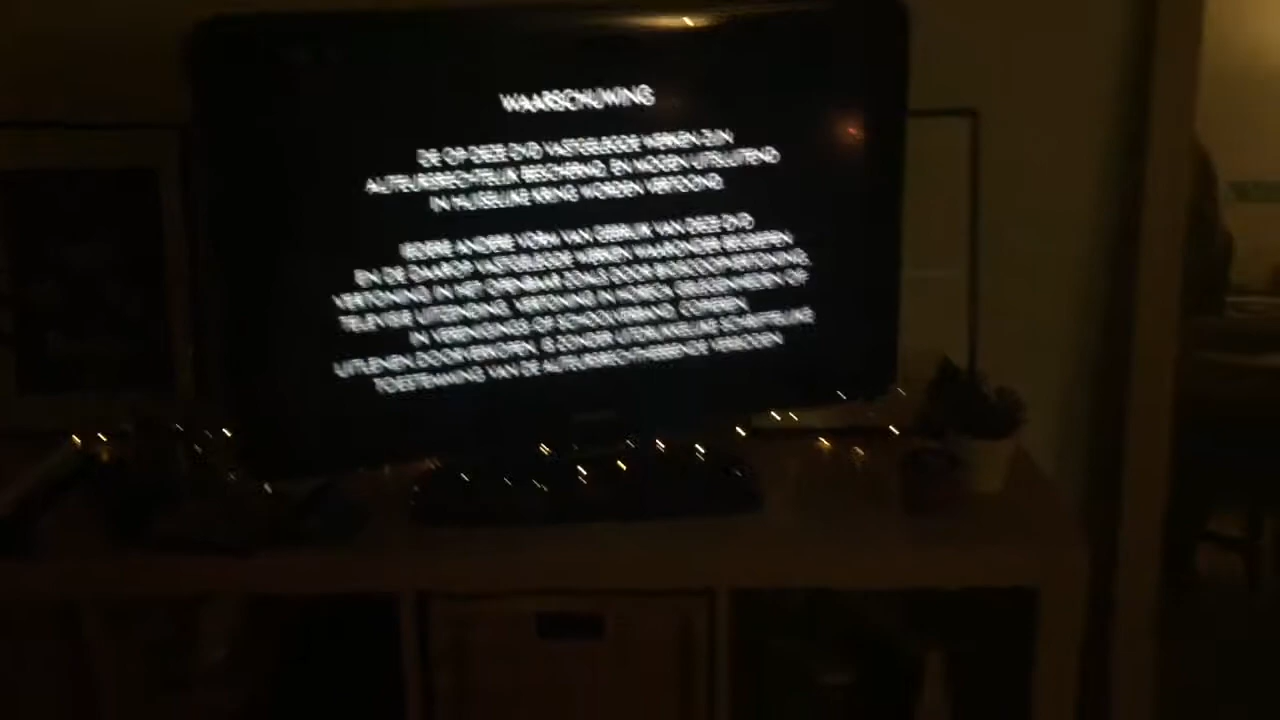 WAARSCHUWING
DE OP DEZE DVD VASTGELEGDE WERKEN ZIJN
AUTEURSRECHTELIJK BESCHERMD, EN MOGEN UITSLUITEND
IN HUISELIJKE KRING WORDEN VERTOOND.
IEDERE ANDERE VORM VAN GEBRUIK VAN DEZE DVD
EN DE DAAROP VASTGELEGDE WERKEN WAARONDER BEGREPEN
VERTONING IN HET OPENBAAR ZOALS DOOR
TELEVISIE UITZENDING, VERTONING IN HOTELS, OF
IN VERENIGINGS OF SCHOOLVERBAND,
UITLENEN, DOORVERKOPEN, IS ZONDER UITDRUKKELIJKE SCHRIFTELIJKE
TOESTEMMING VAN DE AUTEURSRECHTHEBBENDE VERBODEN